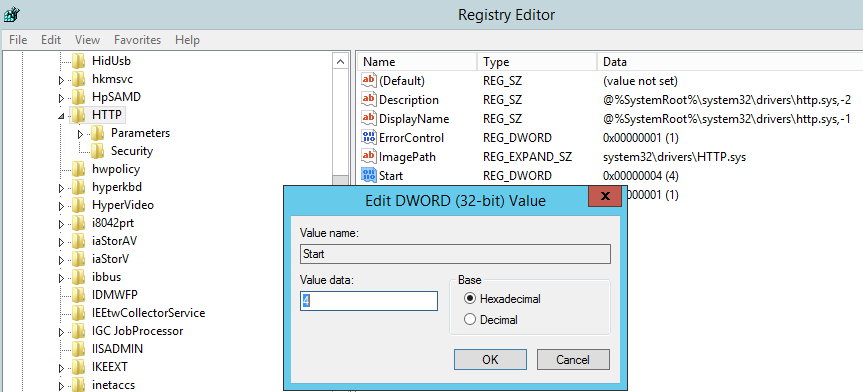 Registry Editor
File Edit View Favorites Help
HidUsb
hkmsvc
HpSAMD
HTTP
Parameters
Security
hwpolicy
hyperkbd
HyperVideo
i8042prt
iaStorAV
iaStorV
ibbus
IDMWFP
IEEtwCollectorService
IGC JobProcessor
IISADMIN
IKEEXT
inetaccs
Name Type Data
(Default) REG_SZ (value not set)
Description REG_SZ @%SystemRoot%\system32\drivers\http.sys,-2
DisplayName REG_SZ @%SystemRoot%\system32\drivers\http.sys,-1
ErrorControl REG_DWORD 0x00000001 (1)
ImagePath REG_EXPAND_SZ system32\drivers\HTTP.sys
Start REG_DWORD 0x00000004 (4)
000001 (1)
Edit DWORD (32-bit) Value
x
Value name:
Start
Value data:
4
Base
Hexadecimal
Decimal
OK Cancel